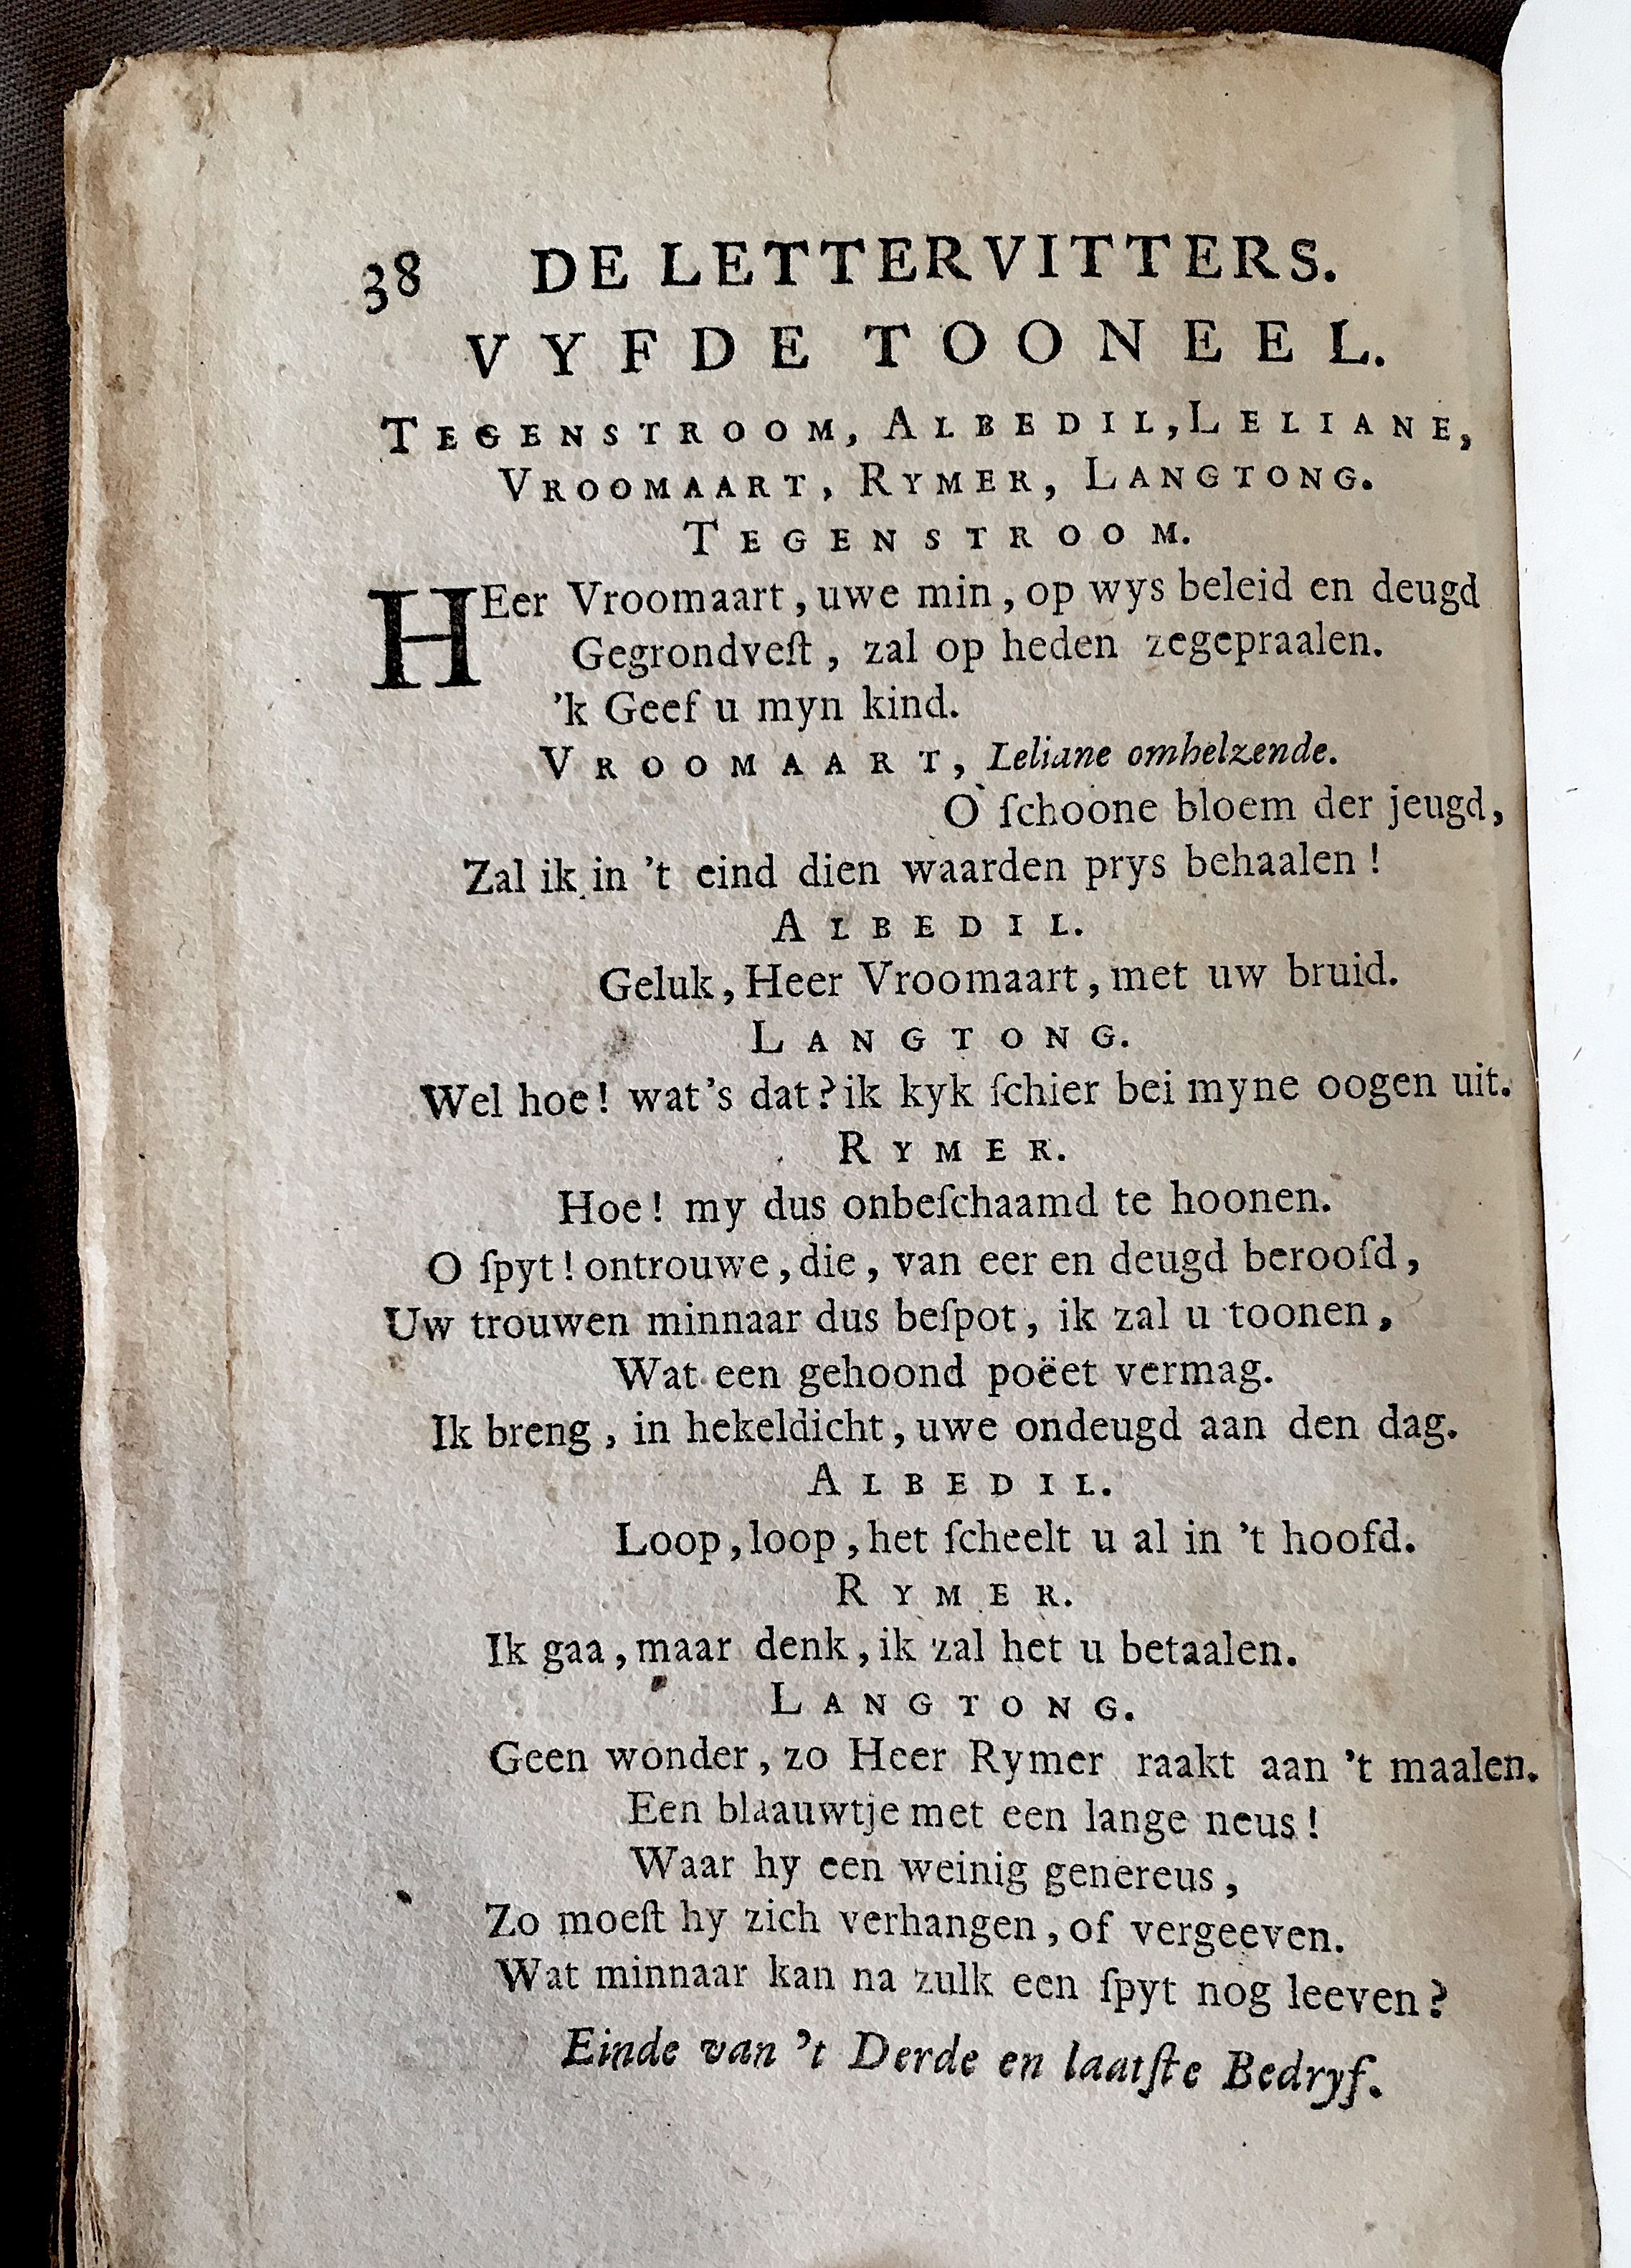 38 DE LETTERVITTERS.
VYFDE TOONEEL.
TEGENSTROOM, ALBEDIL, LELIANE,
VROOMAART, RYMER, LANGTONG.
TEGENSTROOM.
HEer Vroomaart, uwe min, op wys beleid en deugd
Gegrondveſt, zal op heden zegepraalen.
'k Geef u myn kind.
VROOMAART, Leliane omhelzende.
O` ſchoone bloem der jeugd,
Zal ik in 't eind dien waarden prys behaalen!
ALBEDIL.
Geluk, Heer Vroomaart, met uw bruid.
LANGTONG.
Wel hoe! wat's dat? ik kyk ſchier bei myne oogen uit.
RYMER.
Hoe! my dus onbeſchaamd te hoonen.
O ſpyt! ontrouwe, die, van eer en deugd beroofd,
Uw trouwen minnaar dus beſpot, ik zal u toonen,
Wat een gehoond poëet vermag.
Ik breng, in hekeldicht, uwe ondeugd aan den dag.
ALBEDIL.
Loop, loop, het ſcheelt u al in 't hoofd.
RYMER.
Ik gaa, maar denk, ik zal het u betaalen.
LANGTONG.
Geen wonder, zo Heer Rymer raakt aan 't maalen.
Een blaauwtje met een lange neus!
Waar hy een weinig genereus,
Zo moeſt hy zich verhangen, of vergeeven.
Wat minnaar kan na zulk een ſpyt nog leeven?
Einde van 't Derde en laatſte Bedryf.